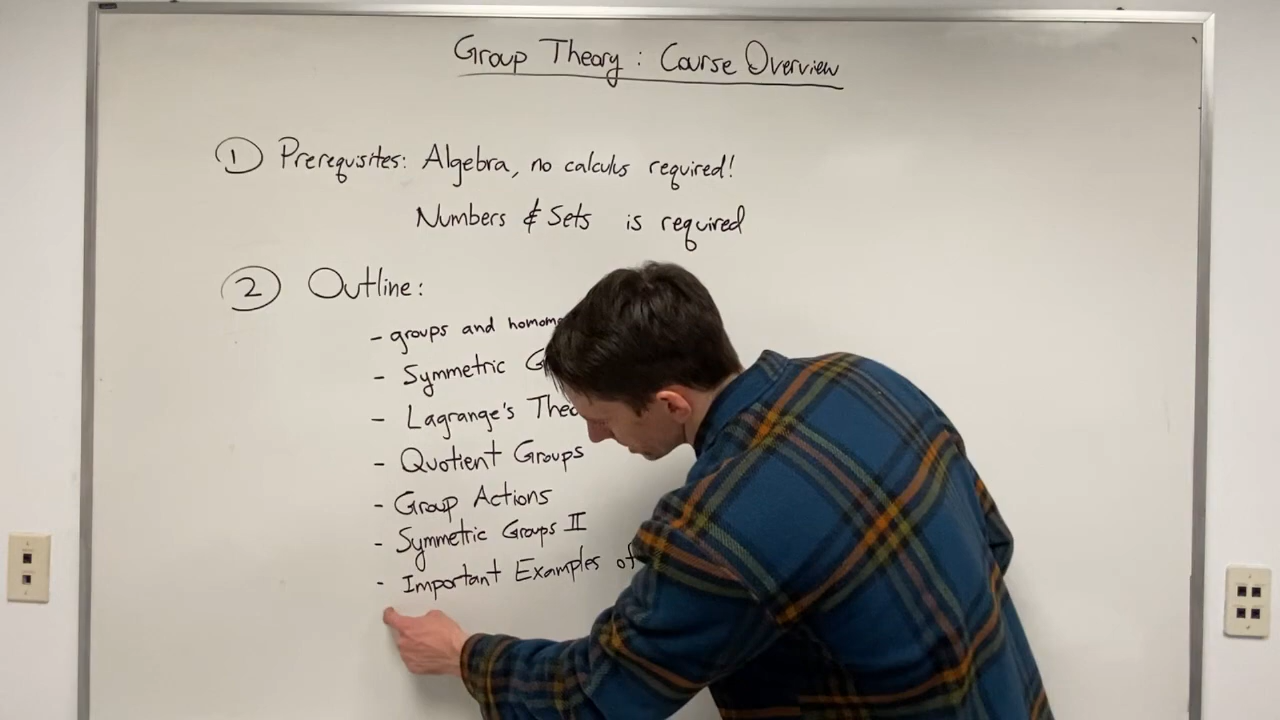 Group Theory : Course Overview
1 Prerequisites: Algebra, no calculus required!
Numbers & Sets is required
2 Outline:
- groups and
- Symmetric
- Lagrange's
- Quotient Groups
- Group Actions
- Symmetric Groups II
- Important Examples of